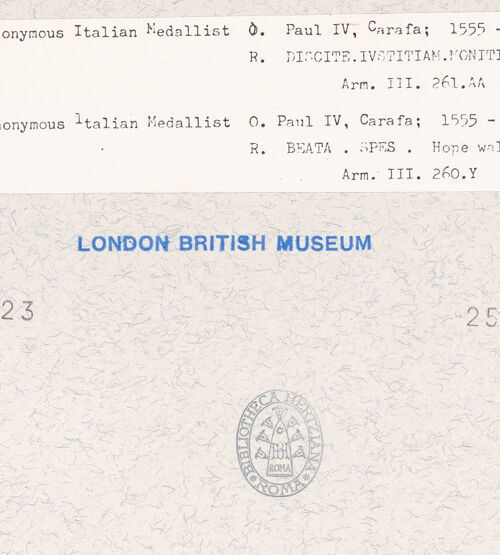 onymous Italian Medallist O. Paul IV, Carafa; 1555 -
R. DISCITE.IVSTITIAM.MONITI
Arm. III. 261.AA
nonymous Italian Medallist O. Paul IV, Carafa; 1555 -
R. BEATA . SPES . Hope wal
Arm. III. 260.Y
LONDON BRITISH MUSEUM
23
25
BIBLIOTHECA HERTZIANA
ROMA
ROMA